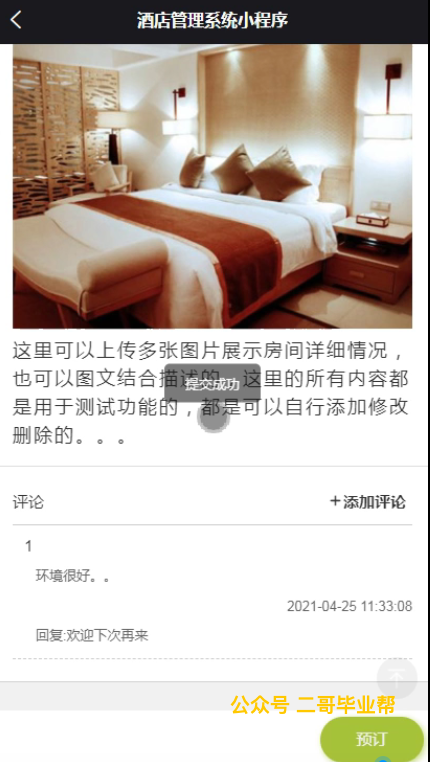 酒店管理系统小程序
这里可以上传多张图片展示房间详细情况，
也可以图文结合描述的。这里的所有内容都
是用于测试功能的，都是可以自行添加修改
删除的。。。
提交成功
评论
+添加评论
1
环境很好。。
2021-04-25 11:33:08
回复:欢迎下次再来
公众号 二哥毕业帮
预订